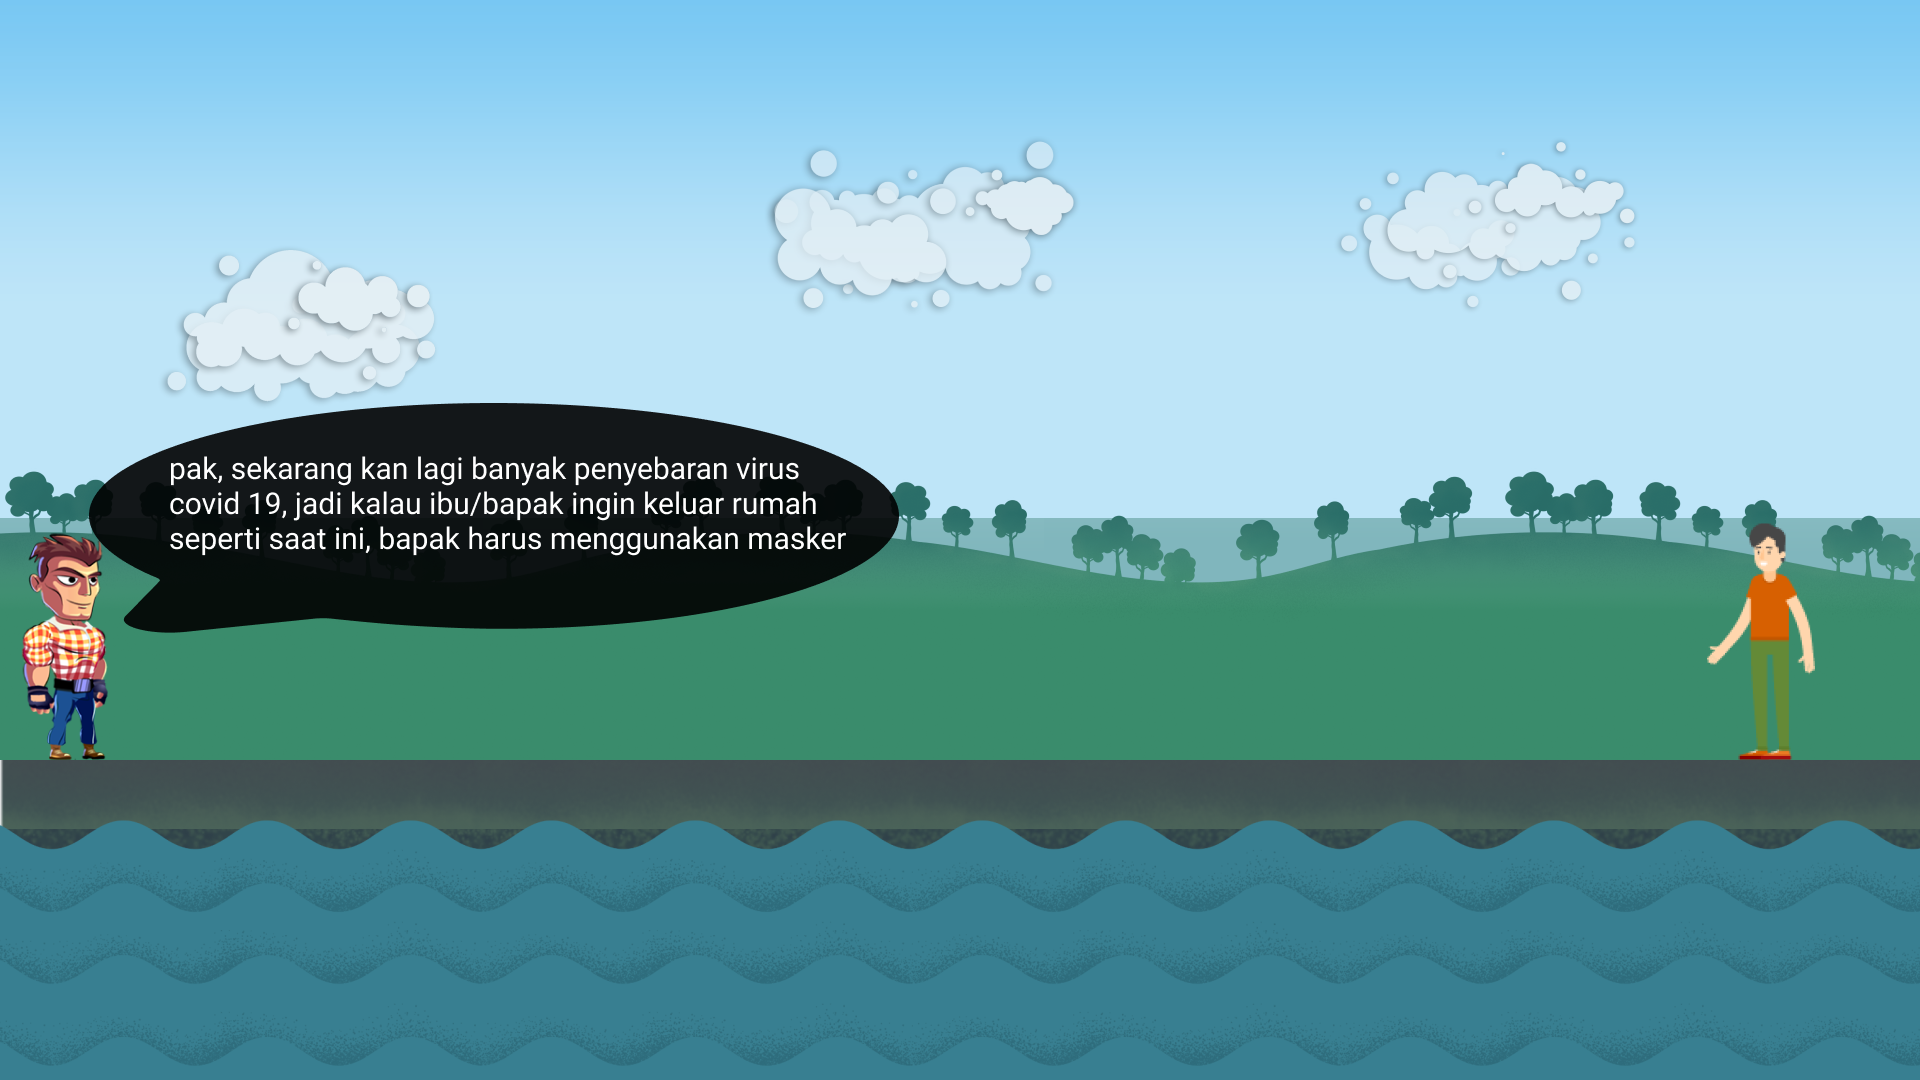 pak, sekarang kan lagi banyak penyebaran virus
covid 19, jadi kalau ibu/bapak ingin keluar rumah
seperti saat ini, bapak harus menggunakan masker